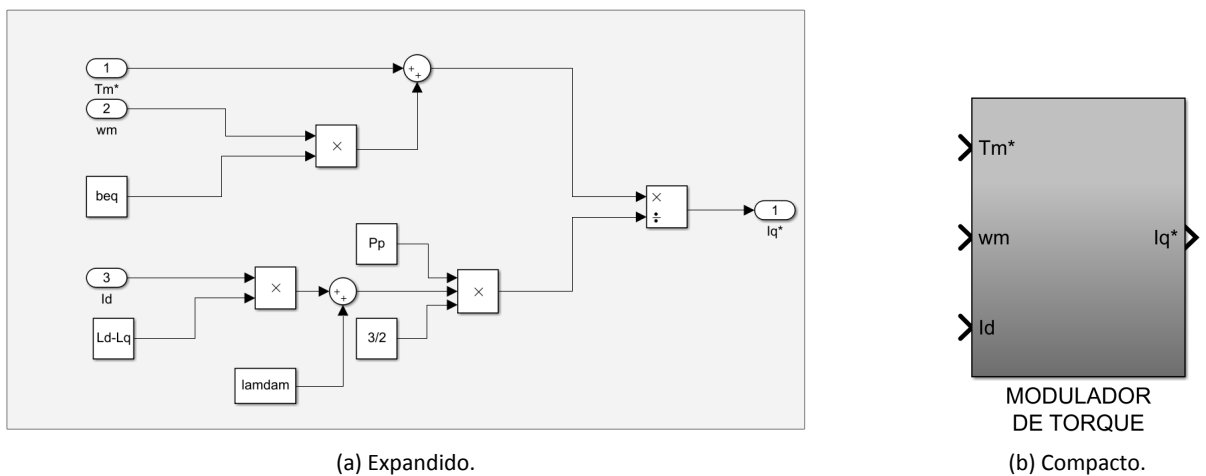 1
Tm*
2
wm
beq
+
+
×
3
Id
Ld-Lq
×
+
+
lamdam
Pp
3/2
×
×
÷
1
Iq*
Tm*
wm
Id
Iq*
MODULADOR
DE TORQUE
(a) Expandido.
(b) Compacto.